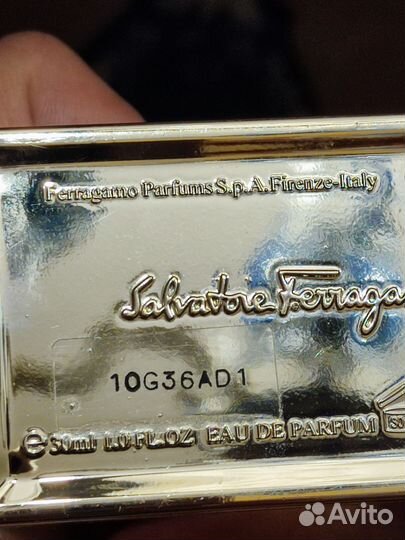 Ferragamo Parfums S.p.A. Firenze-Italy
Salvatore Ferraga
10G36AD1
e 30ml 1.0 FL.OZ EAU DE PARFUM
Avito